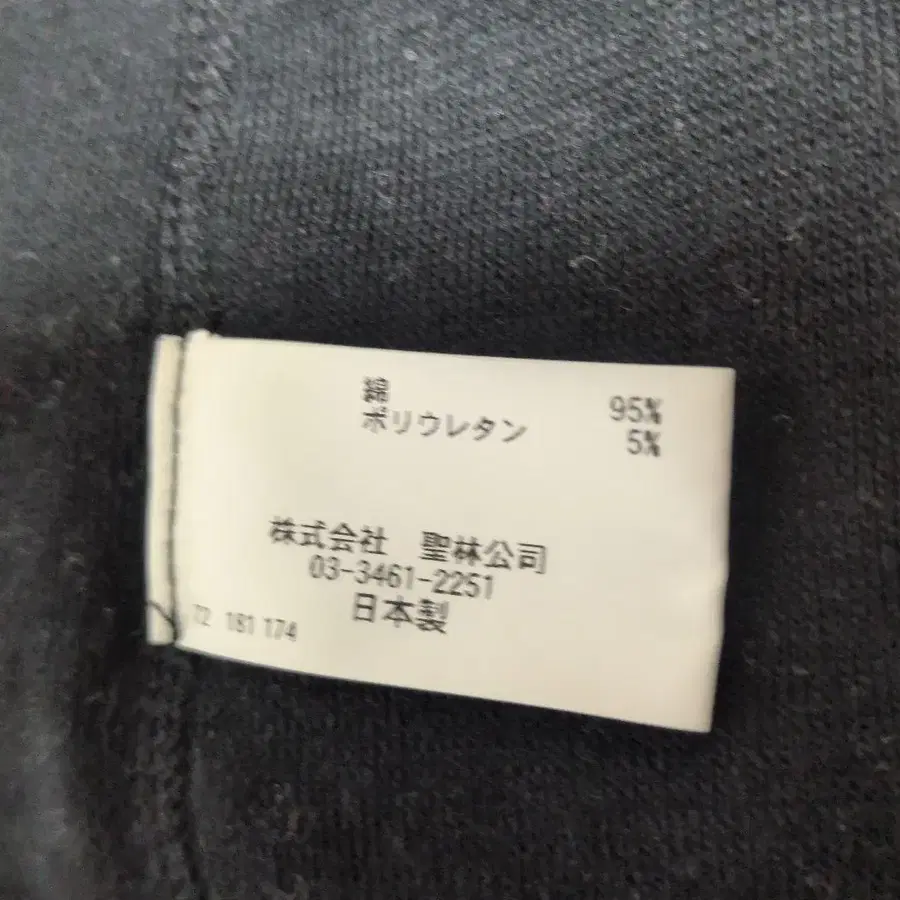 綿 95%
ポリウレタン 5%
株式会社 聖林公司
03-3461-2251
日本製
72 181 174